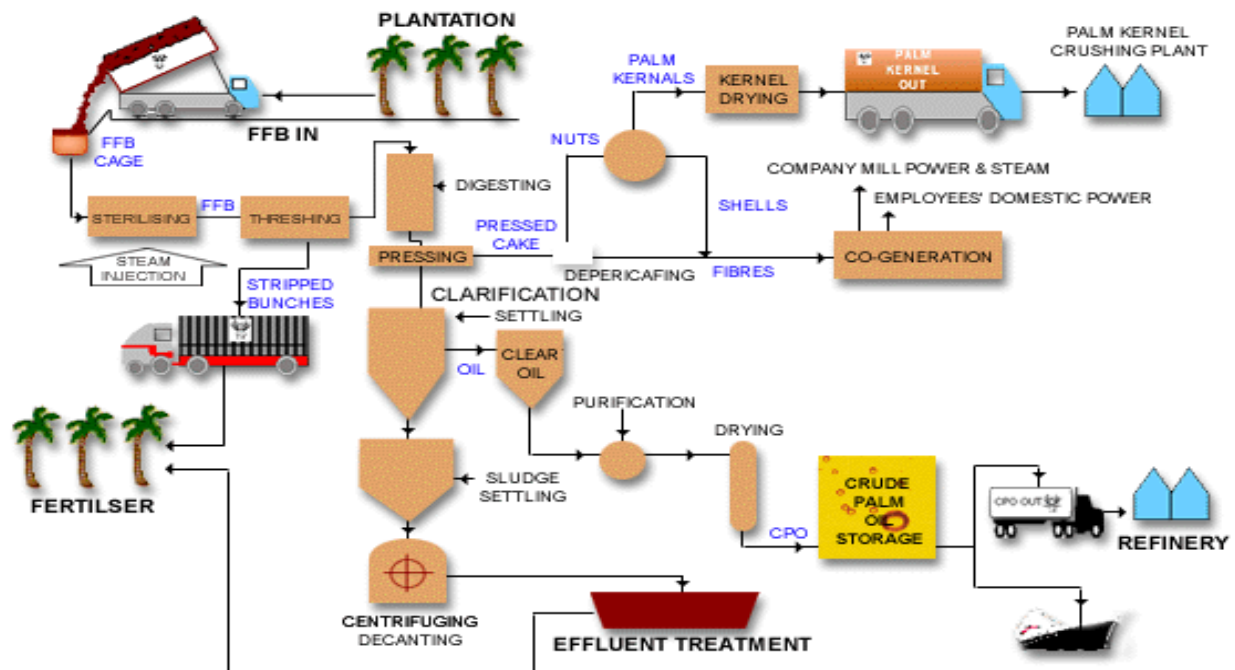 PLANTATION
FFB IN
FFB
CAGE
STERILISING
FFB
THRESHING
STEAM
INJECTION
STRIPPED
BUNCHES
FERTILSER
DIGESTING
PRESSING
PRESSED
CAKE
DEPERICAFING
NUTS
PALM
KERNALS
KERNEL
DRYING
PALM
KERNEL
OUT
PALM KERNEL
CRUSHING PLANT
SHELLS
FIBRES
COMPANY MILL POWER & STEAM
EMPLOYEES' DOMESTIC POWER
CO-GENERATION
CLARIFICATION
SETTLING
OIL
CLEAR
OIL
PURIFICATION
DRYING
SLUDGE
SETTLING
CENTRIFUGING
DECANTING
EFFLUENT TREATMENT
CPO
CRUDE
PALM
OIL
STORAGE
CPO OUT
REFINERY